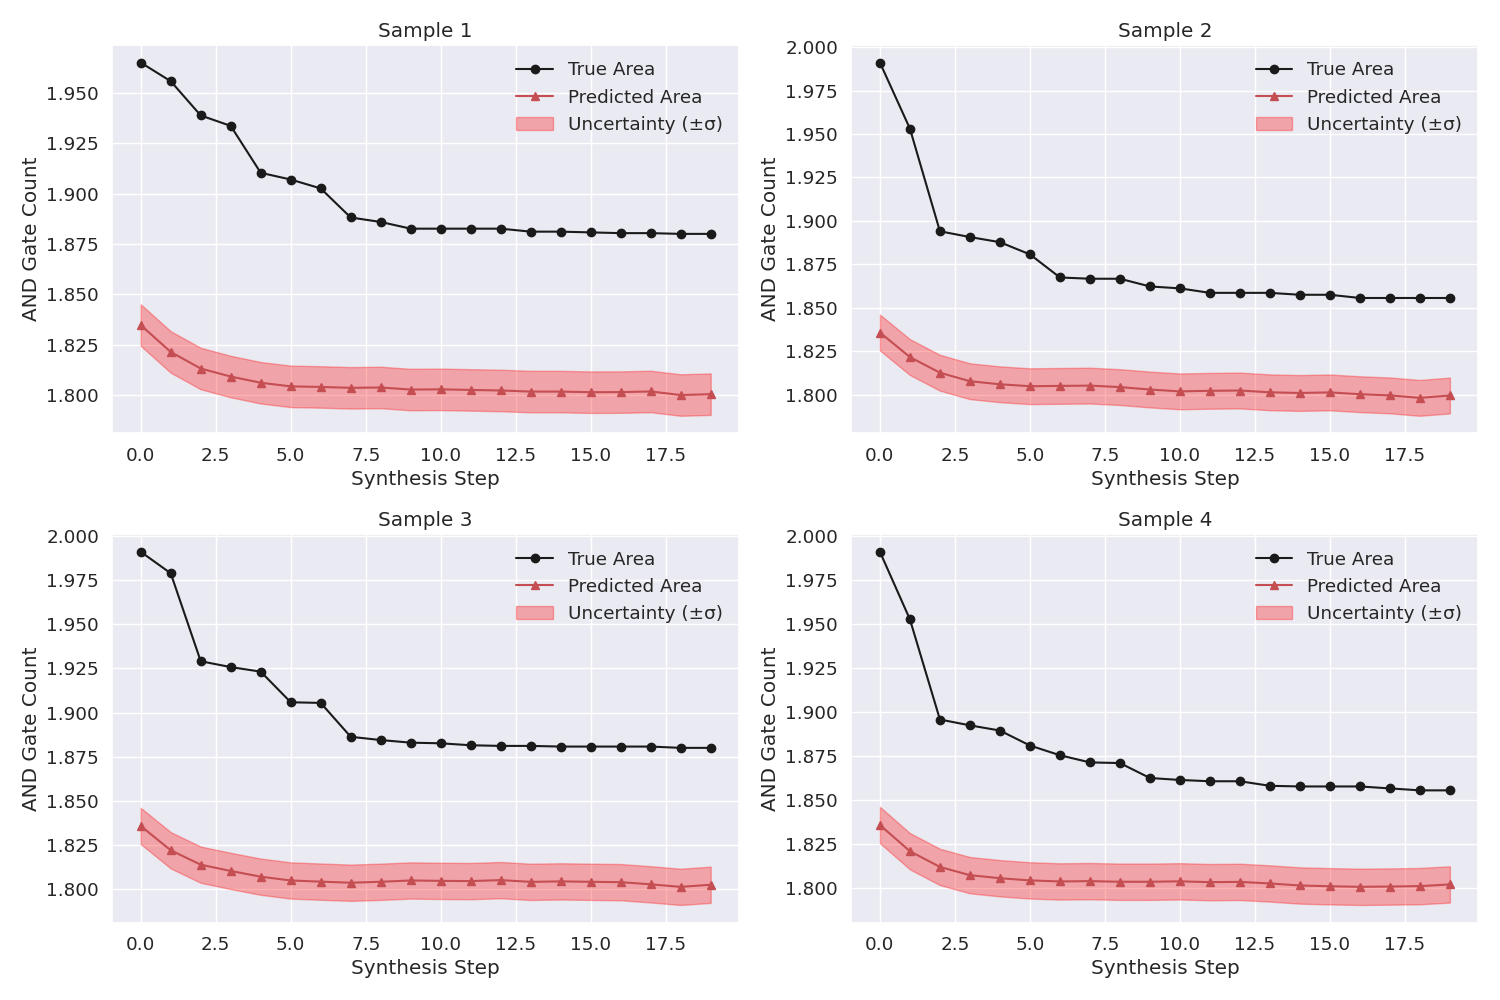 Sample 1
AND Gate Count
1.950
1.925
1.900
1.875
1.850
1.825
1.800
True Area
Predicted Area
Uncertainty (±σ)
0.0 2.5 5.0 7.5 10.0 12.5 15.0 17.5
Synthesis Step
Sample 2
AND Gate Count
2.000
1.975
1.950
1.925
1.900
1.875
1.850
1.825
1.800
True Area
Predicted Area
Uncertainty (±σ)
0.0 2.5 5.0 7.5 10.0 12.5 15.0 17.5
Synthesis Step
Sample 3
AND Gate Count
2.000
1.975
1.950
1.925
1.900
1.875
1.850
1.825
1.800
True Area
Predicted Area
Uncertainty (±σ)
0.0 2.5 5.0 7.5 10.0 12.5 15.0 17.5
Synthesis Step
Sample 4
AND Gate Count
2.000
1.975
1.950
1.925
1.900
1.875
1.850
1.825
1.800
True Area
Predicted Area
Uncertainty (±σ)
0.0 2.5 5.0 7.5 10.0 12.5 15.0 17.5
Synthesis Step